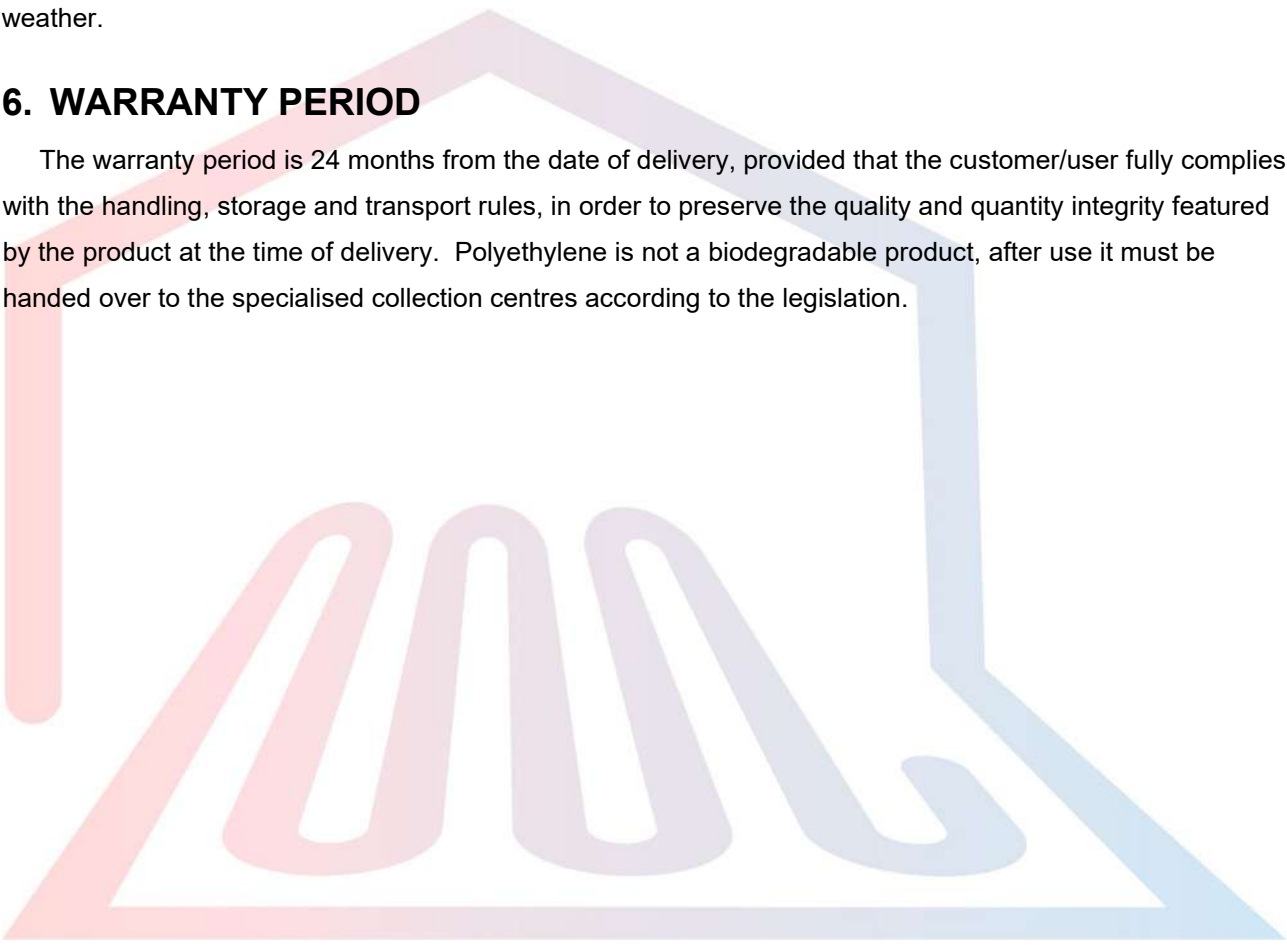 weather.
6. WARRANTY PERIOD
The warranty period is 24 months from the date of delivery, provided that the customer/user fully complies
with the handling, storage and transport rules, in order to preserve the quality and quantity integrity featured
by the product at the time of delivery.  Polyethylene is not a biodegradable product, after use it must be
handed over to the specialised collection centres according to the legislation.